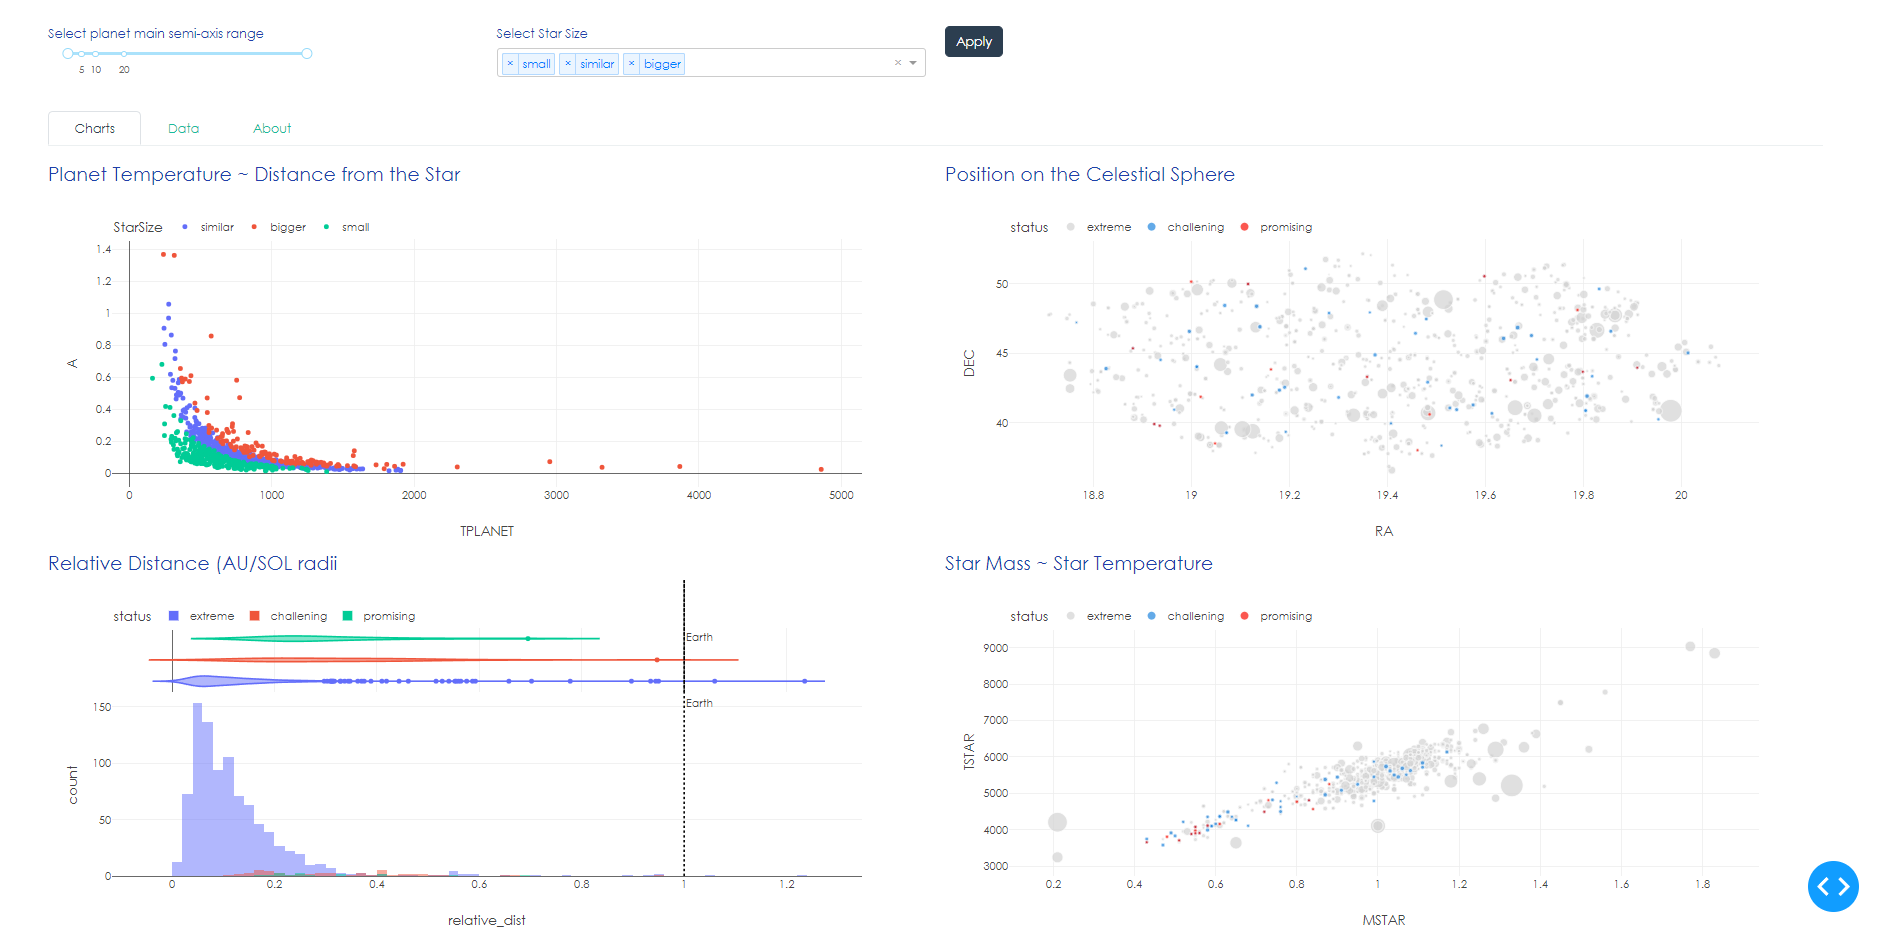 Select planet main semi-axis range
5 10 20
Select Star Size
× small × similar × bigger ×
Apply
Charts Data About
Planet Temperature ~ Distance from the Star
StarSize similar bigger small
1.4
1.2
1
0.8
0.6
0.4
0.2
0
A
0 1000 2000 3000 4000 5000
TPLANET
Position on the Celestial Sphere
status extreme challening promising
50
45
40
DEC
18.8 19 19.2 19.4 19.6 19.8 20
RA
Relative Distance (AU/SOL radii
status extreme challening promising
Earth
Earth
150
100
50
0
count
0 0.2 0.4 0.6 0.8 1 1.2
relative_dist
Star Mass ~ Star Temperature
status extreme challening promising
9000
8000
7000
6000
5000
4000
3000
TSTAR
0.2 0.4 0.6 0.8 1 1.2 1.4 1.6 1.8
MSTAR